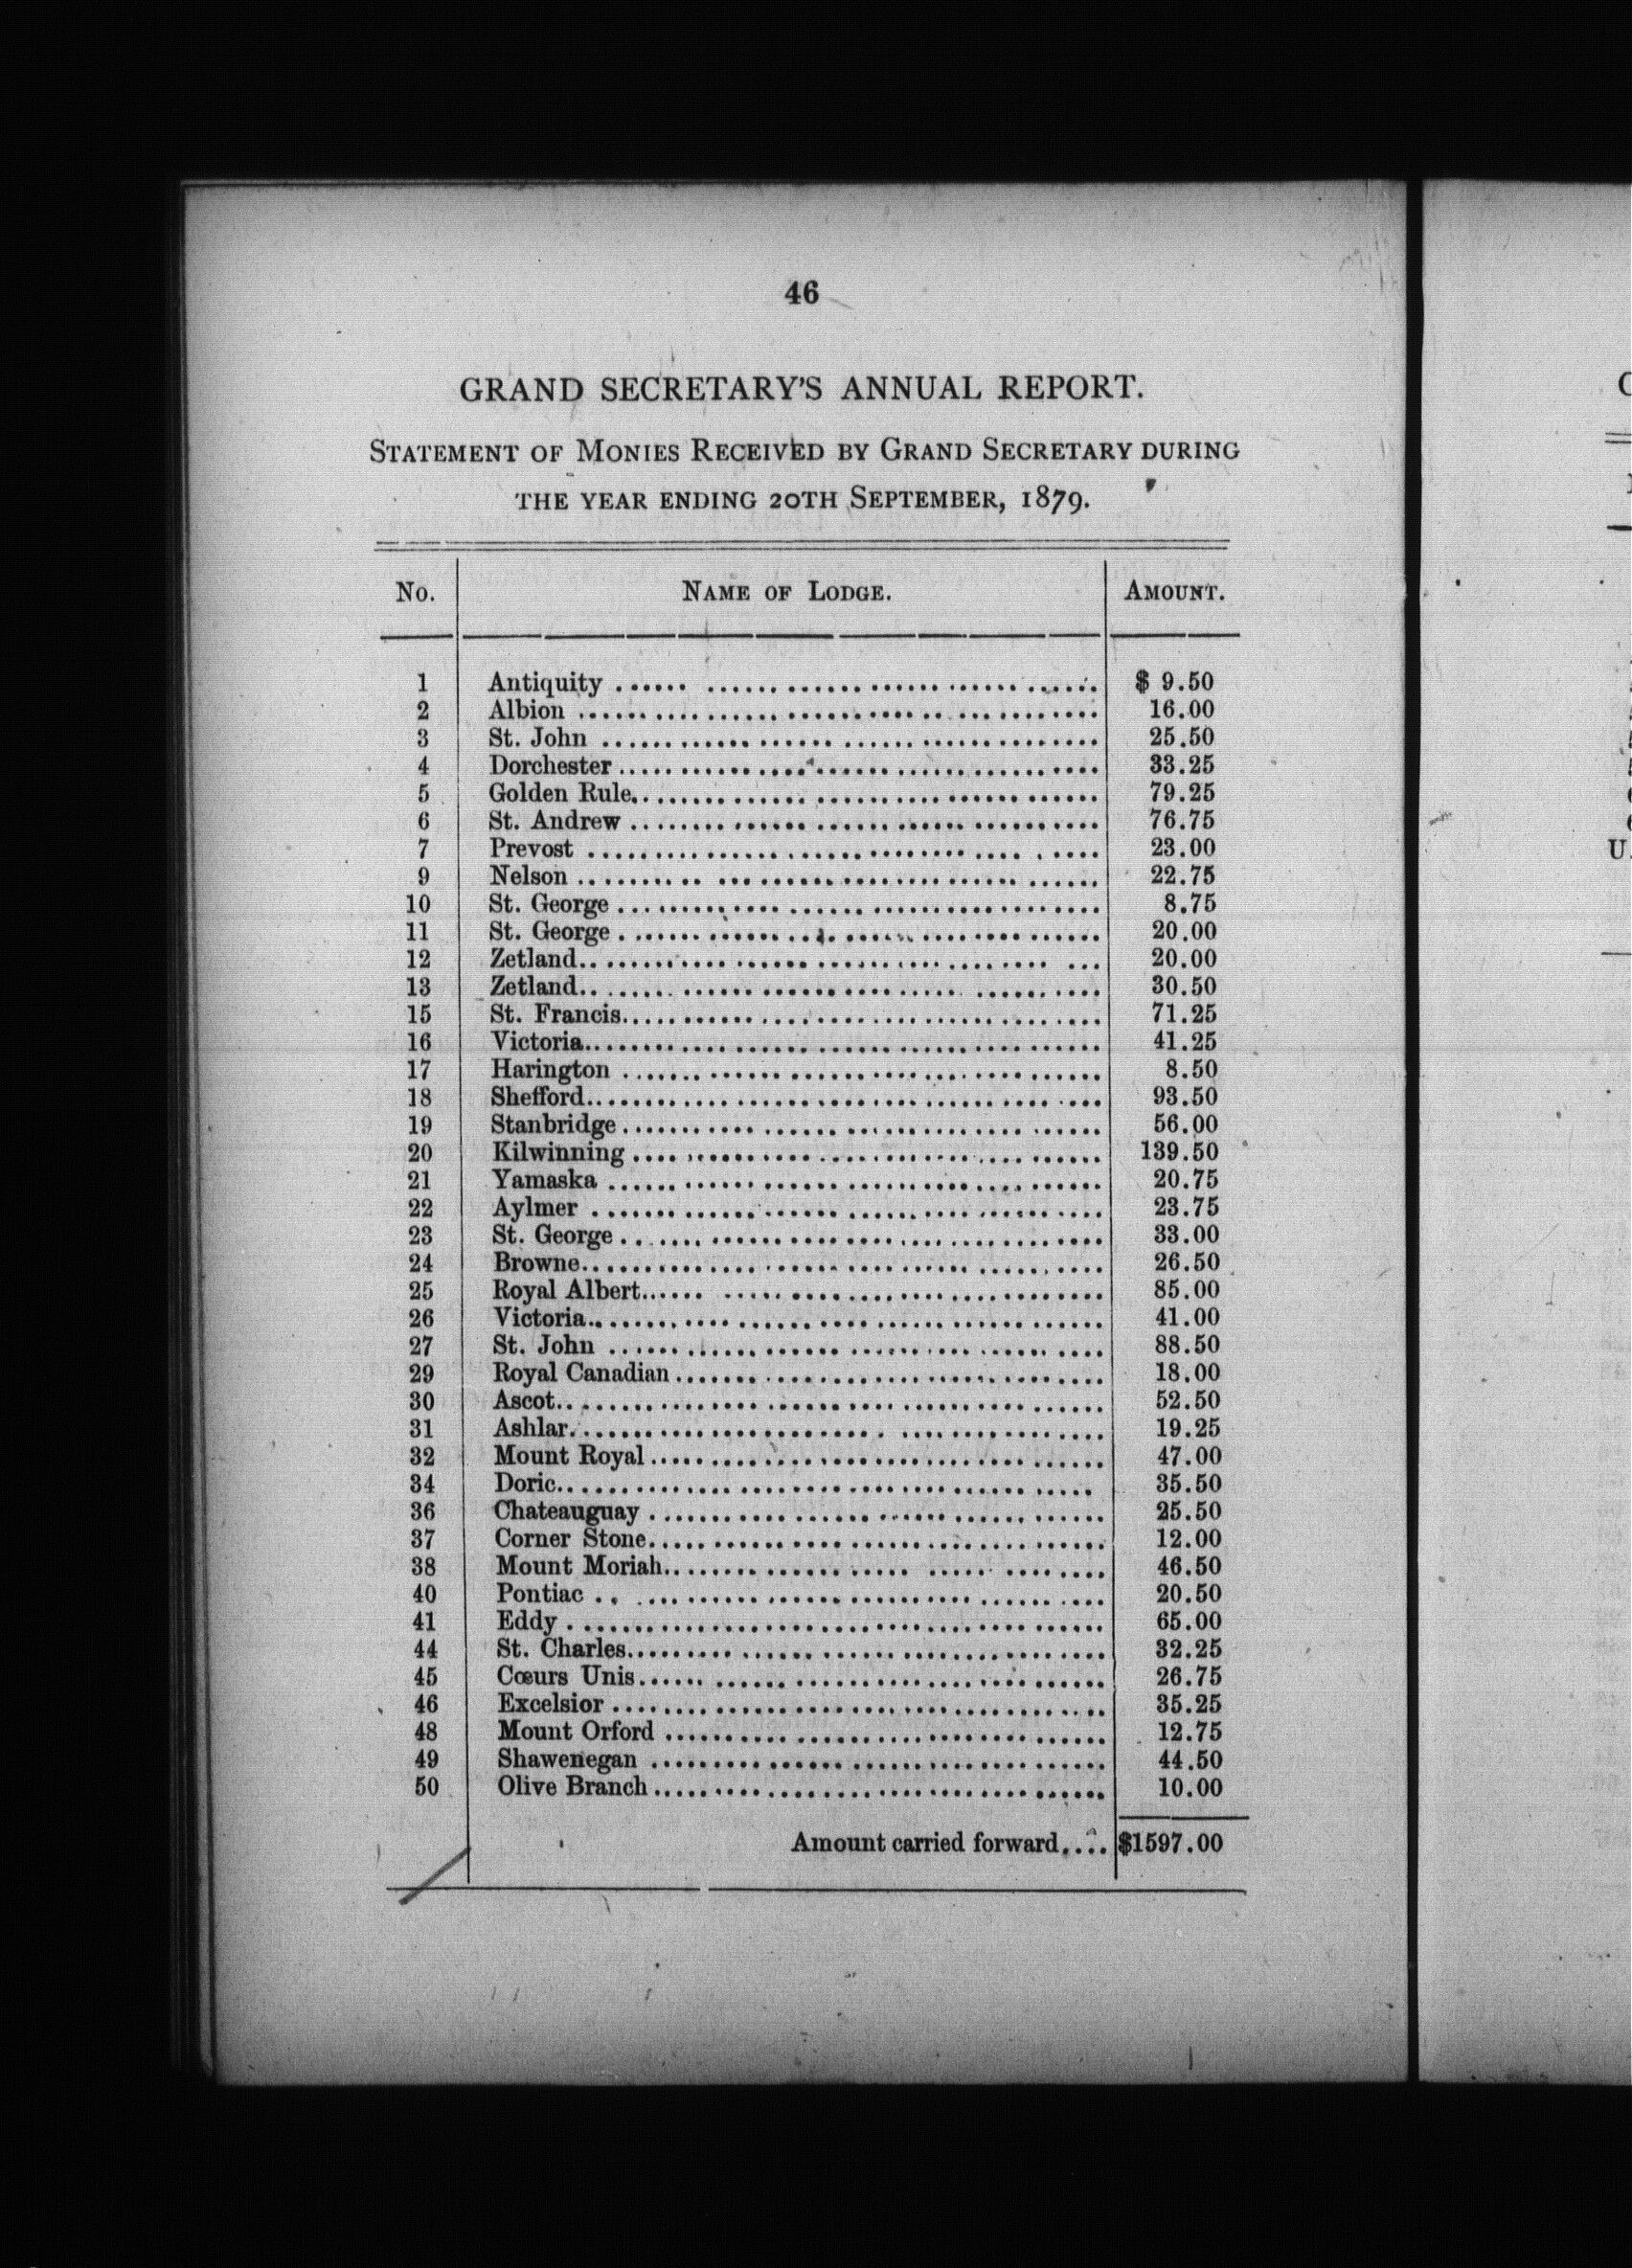 46
GRAND SECRETARY'S ANNUAL REPORT.
STATEMENT OF MONIES RECEIVED BY GRAND SECRETARY DURING
THE YEAR ENDING 20TH SEPTEMBER, 1879.
No. NAME OF LODGE. AMOUNT.
1 Antiquity $ 9.50
2 Albion 16.00
3 St. John 25.50
4 Dorchester 33.25
5 Golden Rule 79.25
6 St. Andrew 76.75
7 Prevost 23.00
9 Nelson 22.75
10 St. George 8.75
11 St. George 20.00
12 Zetland 20.00
13 Zetland 30.50
15 St. Francis 71.25
16 Victoria 41.25
17 Harington 8.50
18 Shefford 93.50
19 Stanbridge 56.00
20 Kilwinning 139.50
21 Yamaska 20.75
22 Aylmer 23.75
23 St. George 33.00
24 Browne 26.50
25 Royal Albert 85.00
26 Victoria 41.00
27 St. John 88.50
29 Royal Canadian 18.00
30 Ascot 52.50
31 Ashlar 19.25
32 Mount Royal 47.00
34 Doric 35.50
36 Chateauguay 25.50
37 Corner Stone 12.00
38 Mount Moriah 46.50
40 Pontiac 20.50
41 Eddy 65.00
44 St. Charles 32.25
45 Cœurs Unis 26.75
46 Excelsior 35.25
48 Mount Orford 12.75
49 Shawenegan 44.50
50 Olive Branch 10.00
Amount carried forward.... $1597.00